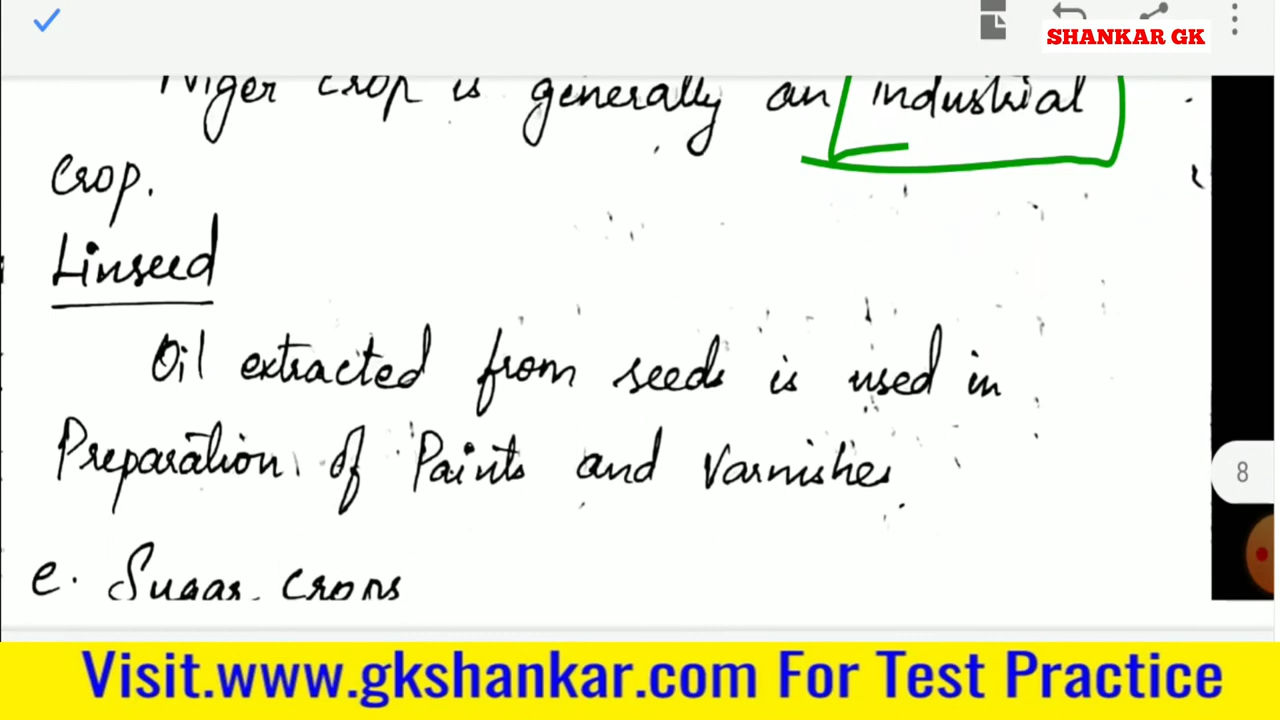 SHANKAR GK
Niger crop is generally an industrial
crop.
Linseed
Oil extracted from seeds is used in
Preparation of Paints and Varnishes
8
e. Sugar crops
Visit.www.gkshankar.com For Test Practice